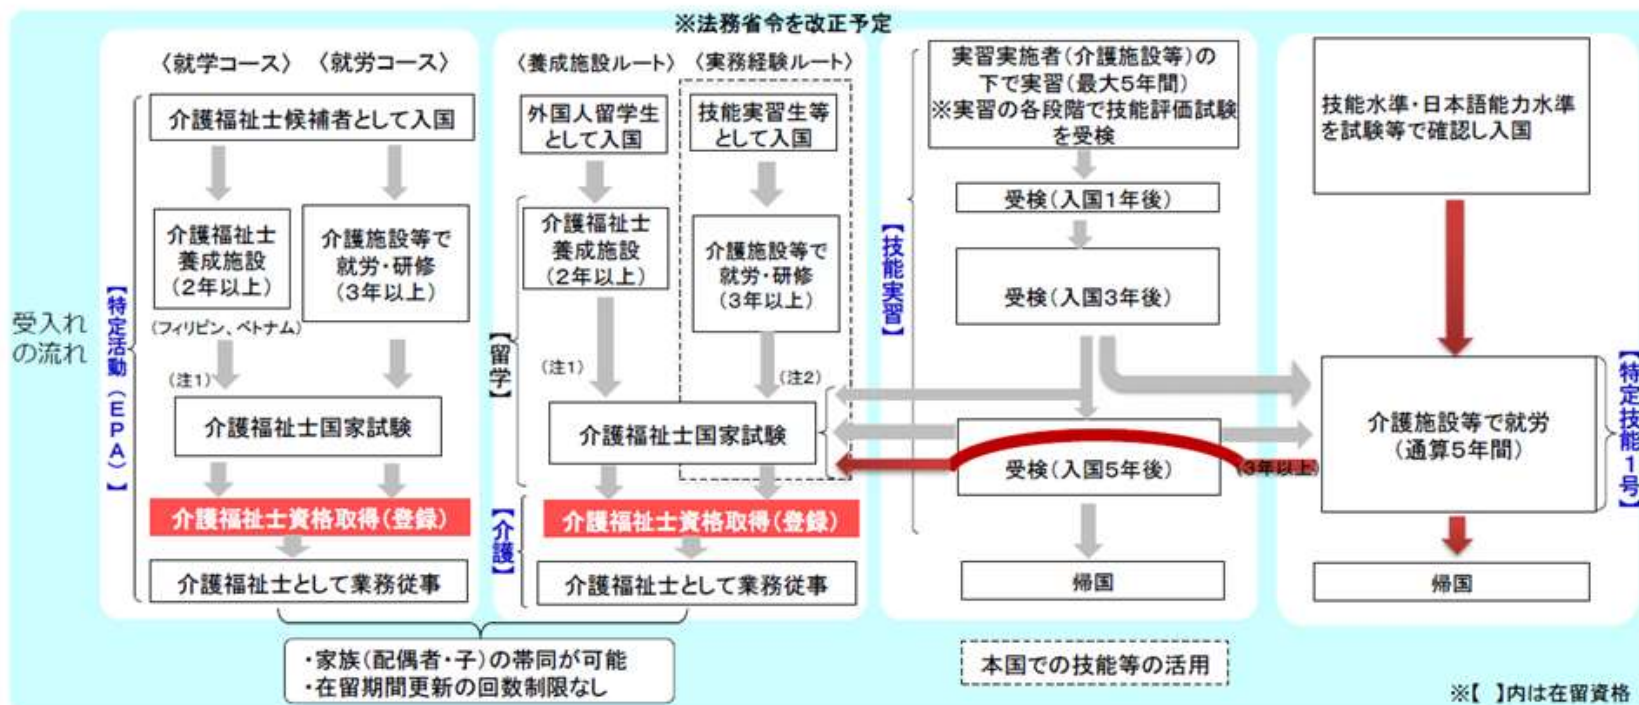 ※法務省令を改正予定
受入れ
の流れ
【特定活動（EPA）】
〈就学コース〉
〈就労コース〉
介護福祉士候補者として入国
介護福祉士
養成施設
（2年以上）
（フィリピン、ベトナム）
介護施設等で
就労・研修
（3年以上）
（注1）
介護福祉士国家試験
介護福祉士資格取得（登録）
介護福祉士として業務従事
〈養成施設ルート〉
〈実務経験ルート〉
外国人留学生
として入国
技能実習生等
として入国
【留学】
介護福祉士
養成施設
（2年以上）
介護施設等で
就労・研修
（3年以上）
（注1）
（注2）
介護福祉士国家試験
【介護】
介護福祉士資格取得（登録）
介護福祉士として業務従事
・家族（配偶者・子）の帯同が可能
・在留期間更新の回数制限なし
【技能実習】
実習実施者（介護施設等）の
下で実習（最大5年間）
※実習の各段階で技能評価試験
を受検
受検（入国1年後）
受検（入国3年後）
受検（入国5年後）
（3年以上）
帰国
本国での技能等の活用
技能水準・日本語能力水準
を試験等で確認し入国
介護施設等で就労
（通算5年間）
【特定技能1号】
帰国
※【　】内は在留資格